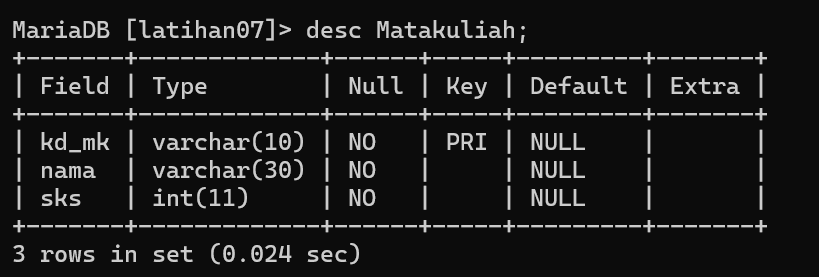 MariaDB [latihan07]> desc Matakuliah;
+-------+-------------+------+-----+---------+-------+
| Field | Type        | Null | Key | Default | Extra |
+-------+-------------+------+-----+---------+-------+
| kd_mk | varchar(10) | NO   | PRI | NULL    |       |
| nama  | varchar(30) | NO   |     | NULL    |       |
| sks   | int(11)     | NO   |     | NULL    |       |
+-------+-------------+------+-----+---------+-------+
3 rows in set (0.024 sec)